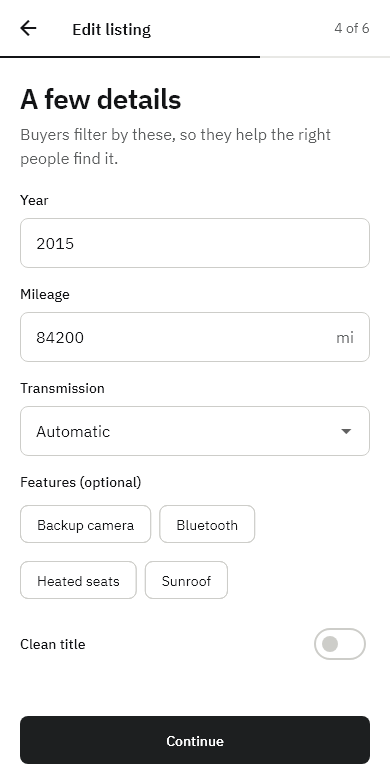 Edit listing
4 of 6
A few details
Buyers filter by these, so they help the right
people find it.
Year
2015
Mileage
84200 mi
Transmission
Automatic
Features (optional)
Backup camera
Bluetooth
Heated seats
Sunroof
Clean title
Continue